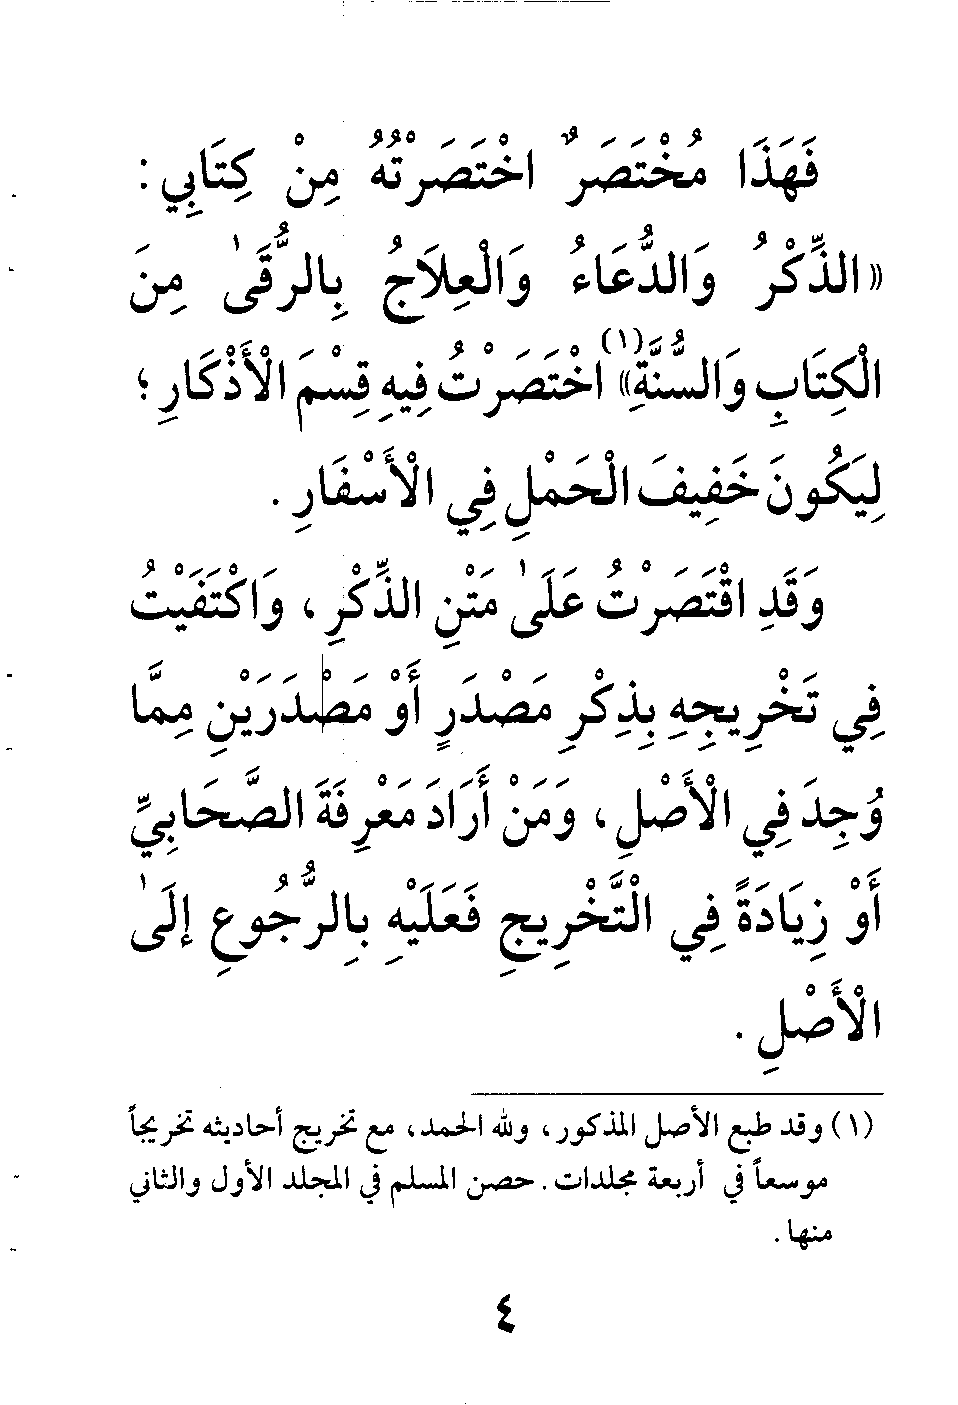 فَهَذَا مُخْتَصَرٌ اخْتَصَرْتُهُ مِنْ كِتَابِي :
«الذِّكْرُ وَالدُّعَاءُ وَالْعِلَاجُ بِالرُّقَىٰ مِنَ
الْكِتَابِ وَالسُّنَّةِ»(١) اخْتَصَرْتُ فِيهِ قِسْمَ الْأَذْكَارِ؛
لِيَكُونَ خَفِيفَ الْحَمْلِ فِي الْأَسْفَارِ .
وَقَدِ اقْتَصَرْتُ عَلَىٰ مَتْنِ الذِّكْرِ ، وَاكْتَفَيْتُ
فِي تَخْرِيجِهِ بِذِكْرِ مَصْدَرٍ أَوْ مَصْدَرَيْنِ مِمَّا
وُجِدَ فِي الْأَصْلِ ، وَمَنْ أَرَادَ مَعْرِفَةَ الصَّحَابِيِّ
أَوْ زِيَادَةً فِي التَّخْرِيجِ فَعَلَيْهِ بِالرُّجُوعِ إِلَىٰ
الْأَصْلِ .
(١) وقد طبع الأصل المذكور، ولله الحمد، مع تخريج أحاديثه تخريجاً
موسعاً في أربعة مجلدات . حصن المسلم في المجلد الأول والثاني
منها .
٤